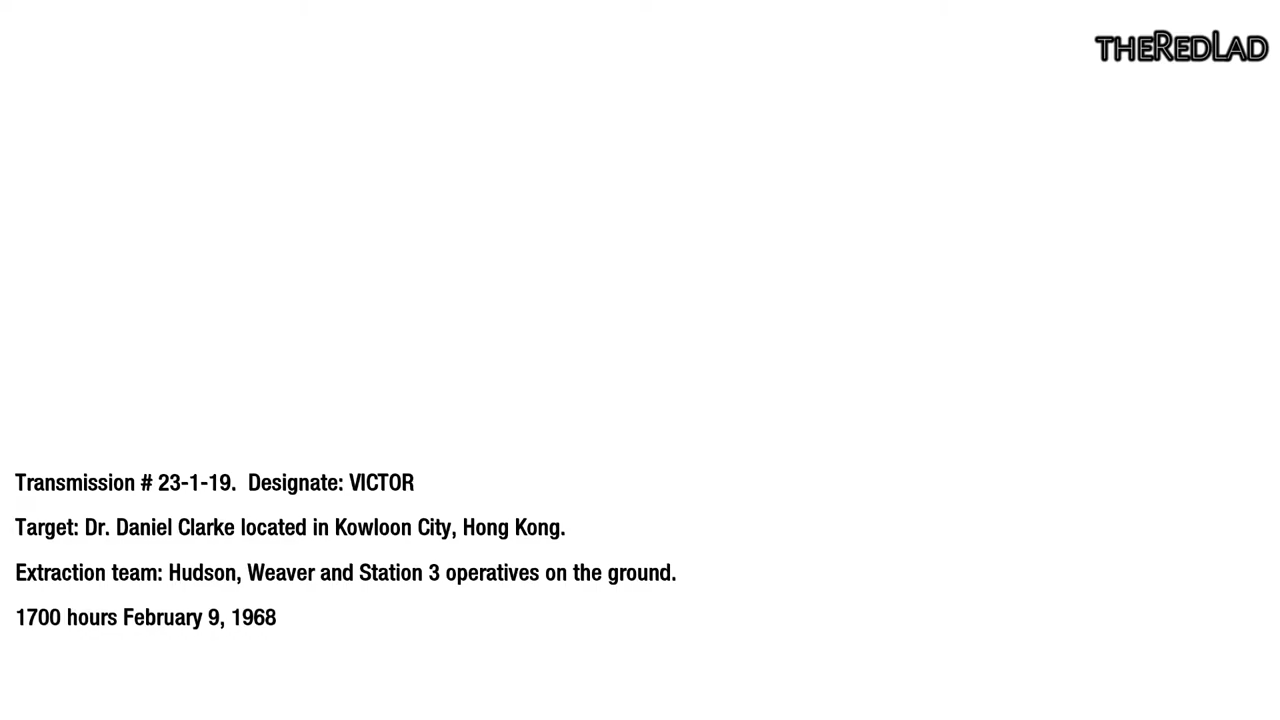 THEREDLAD
Transmission # 23-1-19.  Designate: VICTOR
Target: Dr. Daniel Clarke located in Kowloon City, Hong Kong.
Extraction team: Hudson, Weaver and Station 3 operatives on the ground.
1700 hours February 9, 1968